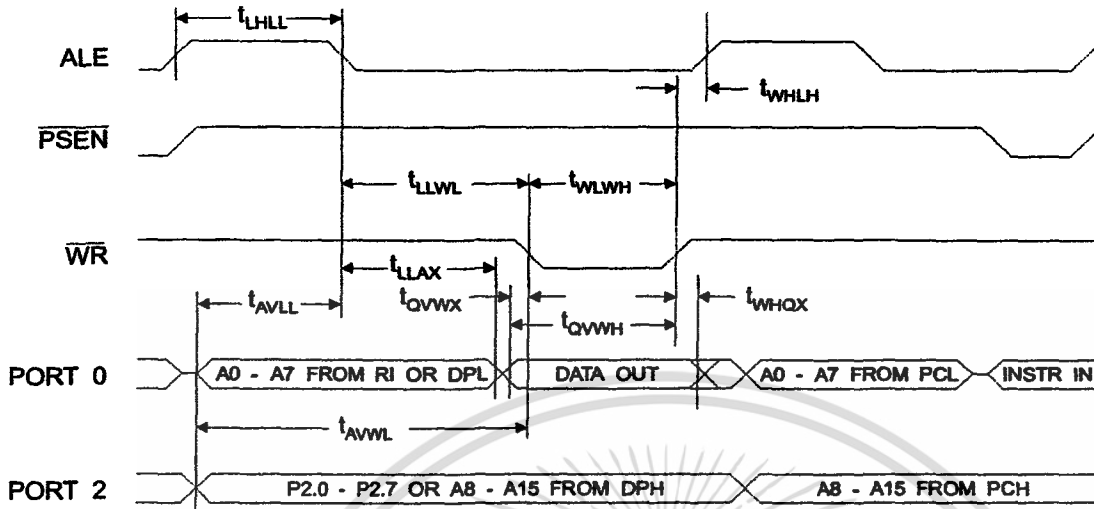 tLHLL
ALE
tWHLH
PSEN
tLLWL
tWLWH
WR
tLLAX
tAVLL
tQVWX
tWHQX
tQVWH
PORT 0
A0 - A7 FROM RI OR DPL
DATA OUT
A0 - A7 FROM PCL
INSTR IN
tAVWL
PORT 2
P2.0 - P2.7 OR A8 - A15 FROM DPH
A8 - A15 FROM PCH